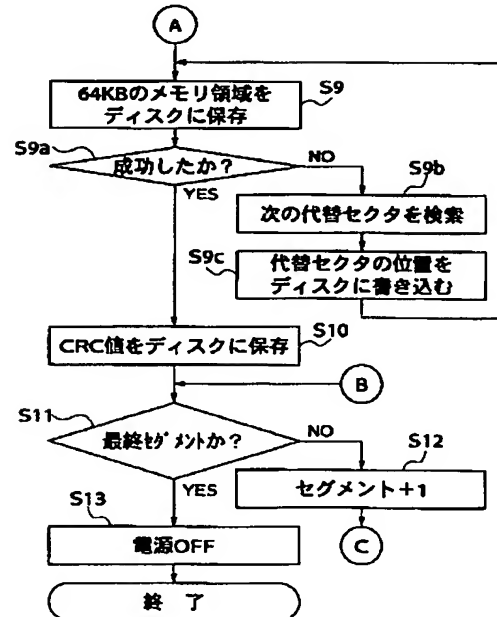 A
S9
64KBのメモリ領域を
ディスクに保存
S9a
成功したか？
NO
YES
S9b
次の代替セクタを検索
S9c
代替セクタの位置を
ディスクに書き込む
S10
CRC値をディスクに保存
B
S11
最終ｾｸﾞﾒﾝﾄか？
NO
YES
S12
セグメント＋1
C
S13
電源OFF
終　了